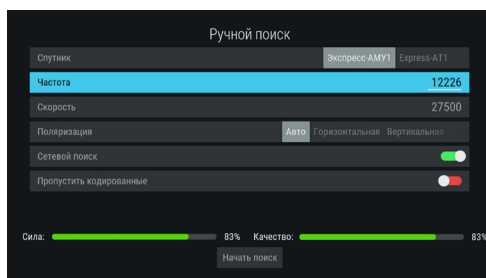 Ручной поиск
Спутник Экспресс-АМУ1 Express-AT1
Частота 12226
Скорость 27500
Поляризация Авто Горизонтальная Вертикальная
Сетевой поиск
Пропустить кодированные
Сила: 83% Качество: 83%
Начать поиск